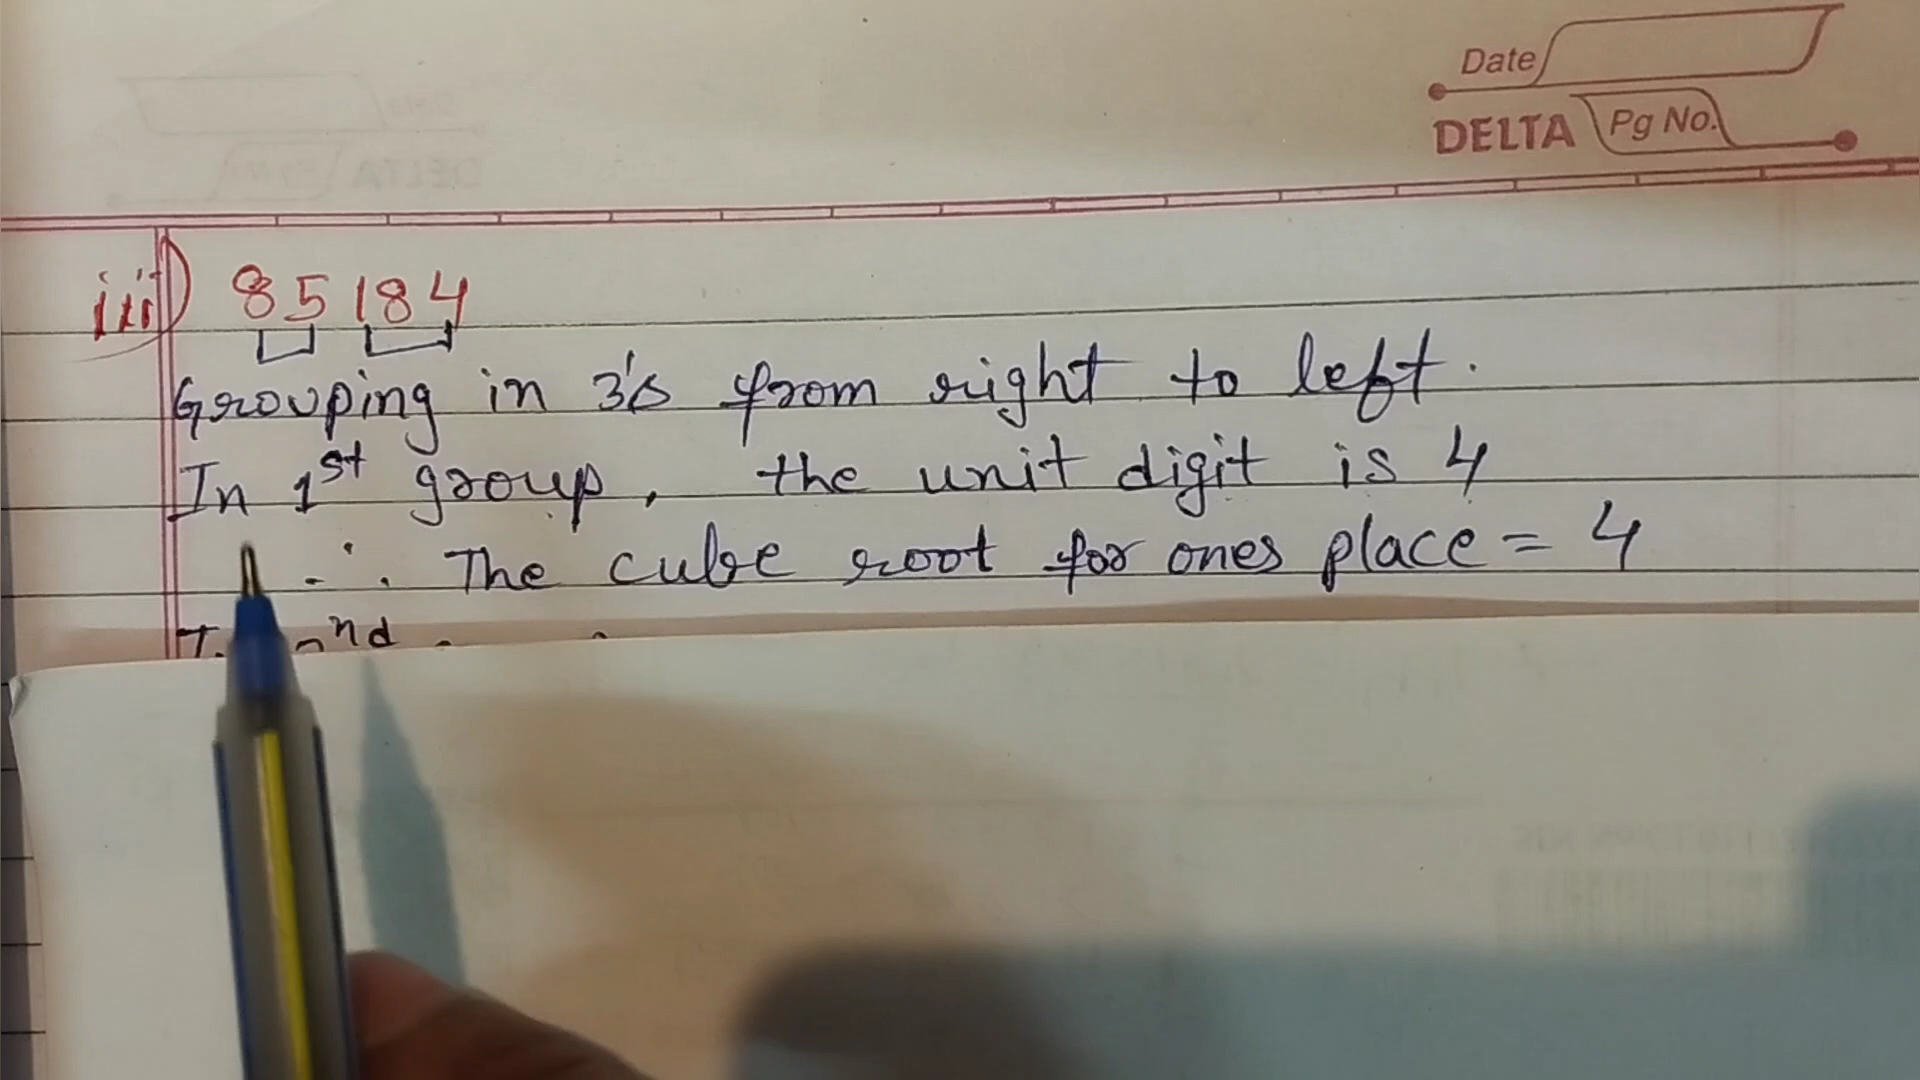 Date
DELTA Pg No.
iii) 85184
Grouping in 3's from right to left.
In 1st group, the unit digit is 4
∴ The cube root for ones place = 4
nd